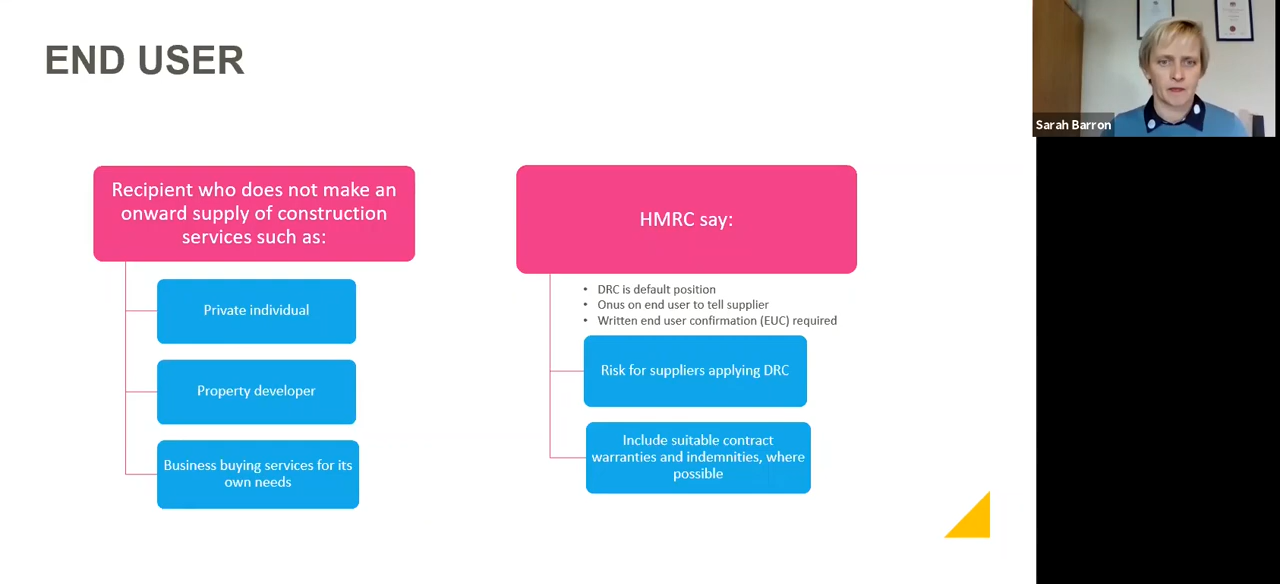 END USER
Recipient who does not make an
onward supply of construction
services such as:
Private individual
Property developer
Business buying services for its
own needs
HMRC say:
• DRC is default position
• Onus on end user to tell supplier
• Written end user confirmation (EUC) required
Risk for suppliers applying DRC
Include suitable contract
warranties and indemnities, where
possible
Sarah Barron